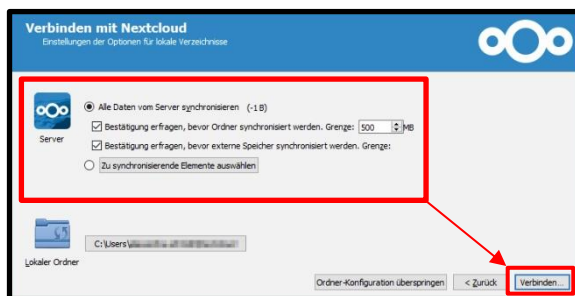 Verbinden mit Nextcloud
Einstellungen der Optionen für lokale Verzeichnisse
Alle Daten vom Server synchronisieren (-1 B)
Bestätigung erfragen, bevor Ordner synchronisiert werden. Grenze: 500 MB
Bestätigung erfragen, bevor externe Speicher synchronisiert werden. Grenze:
Server
Zu synchronisierende Elemente auswählen
C:\Users\
Lokaler Ordner
Ordner-Konfiguration überspringen < Zurück Verbinden...